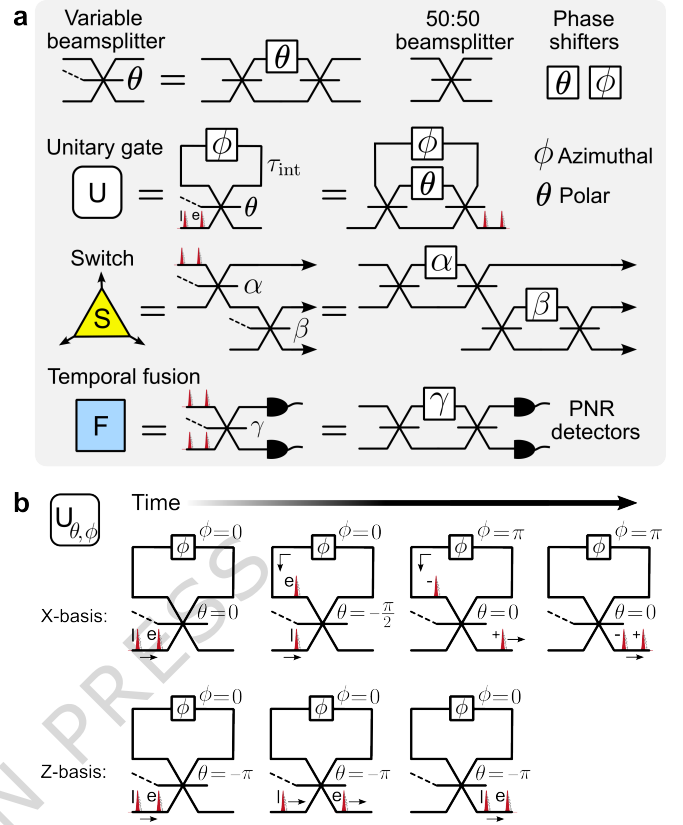 a
Variable
beamsplitter
θ
=
θ
50:50
beamsplitter
Phase
shifters
θ ϕ
Unitary gate
U
=
ϕ
τint
θ
l e
=
ϕ
θ
ϕ Azimuthal
θ Polar
Switch
S
=
α
β
=
α
β
Temporal fusion
F
=
γ
=
γ
PNR
detectors
b
Uθ,ϕ
Time
X-basis:
ϕ=0
ϕ
θ=0
l e
ϕ=0
ϕ
e
θ=−π/2
l
ϕ=π
ϕ
-
θ=0
+
ϕ=π
ϕ
θ=0
- +
Z-basis:
ϕ=0
ϕ
θ=−π
l e
ϕ=0
ϕ
θ=−π
l e
ϕ=0
ϕ
θ=−π
l e
N PRESS